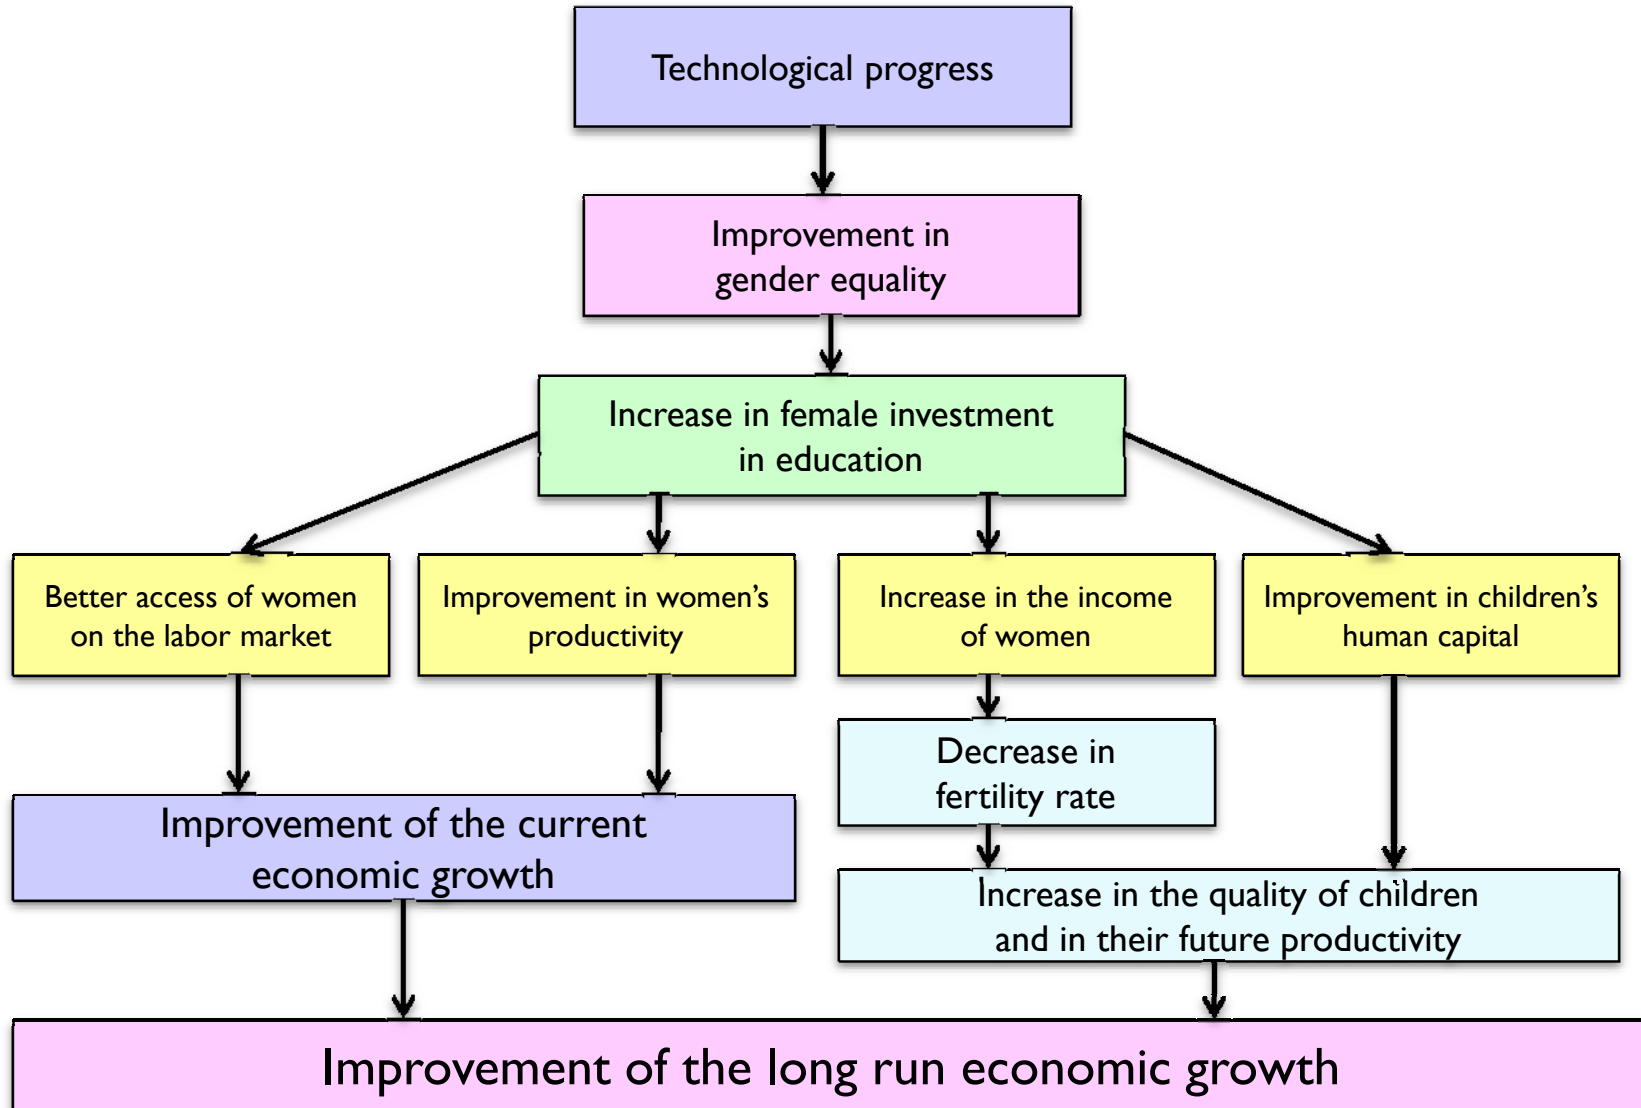 Technological progress
Improvement in
gender equality
Increase in female investment
in education
Better access of women
on the labor market
Improvement in women’s
productivity
Increase in the income
of women
Improvement in children’s
human capital
Decrease in
fertility rate
Improvement of the current
economic growth
Increase in the quality of children
and in their future productivity
Improvement of the long run economic growth